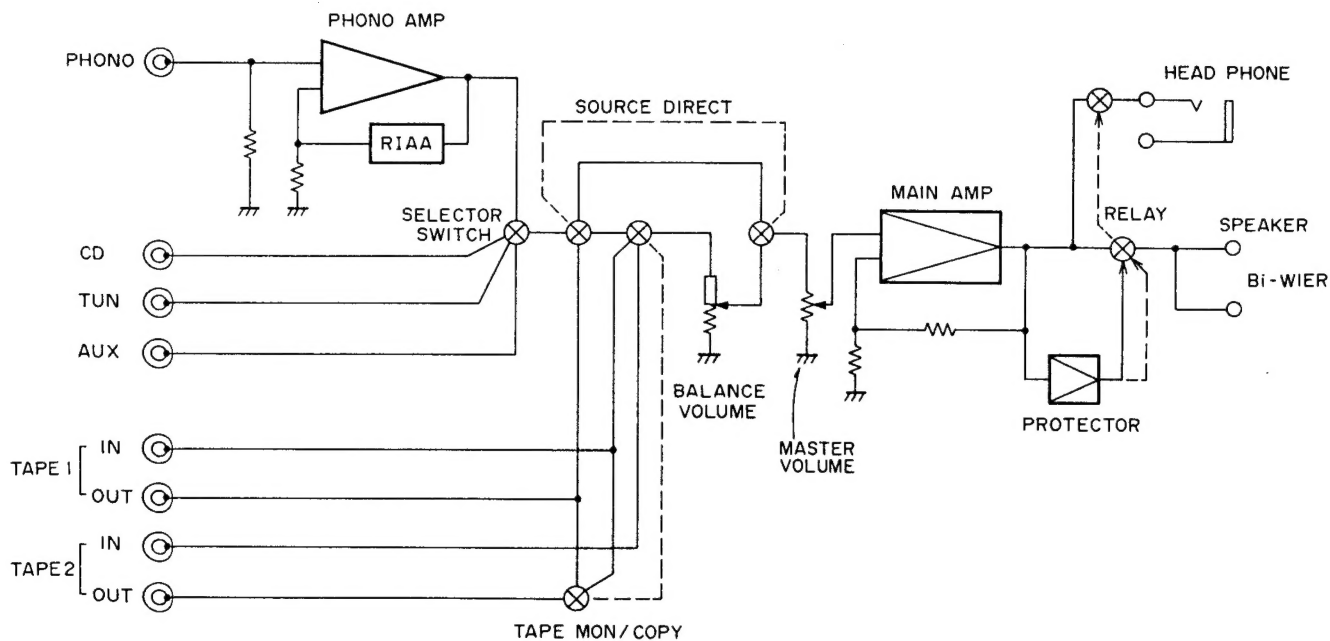 PHONO AMP
PHONO
RIAA
SOURCE DIRECT
HEAD PHONE
SELECTOR
SWITCH
MAIN AMP
RELAY
SPEAKER
Bi-WIER
CD
TUN
AUX
BALANCE
VOLUME
MASTER
VOLUME
PROTECTOR
TAPE 1
IN
OUT
TAPE 2
IN
OUT
TAPE MON/COPY